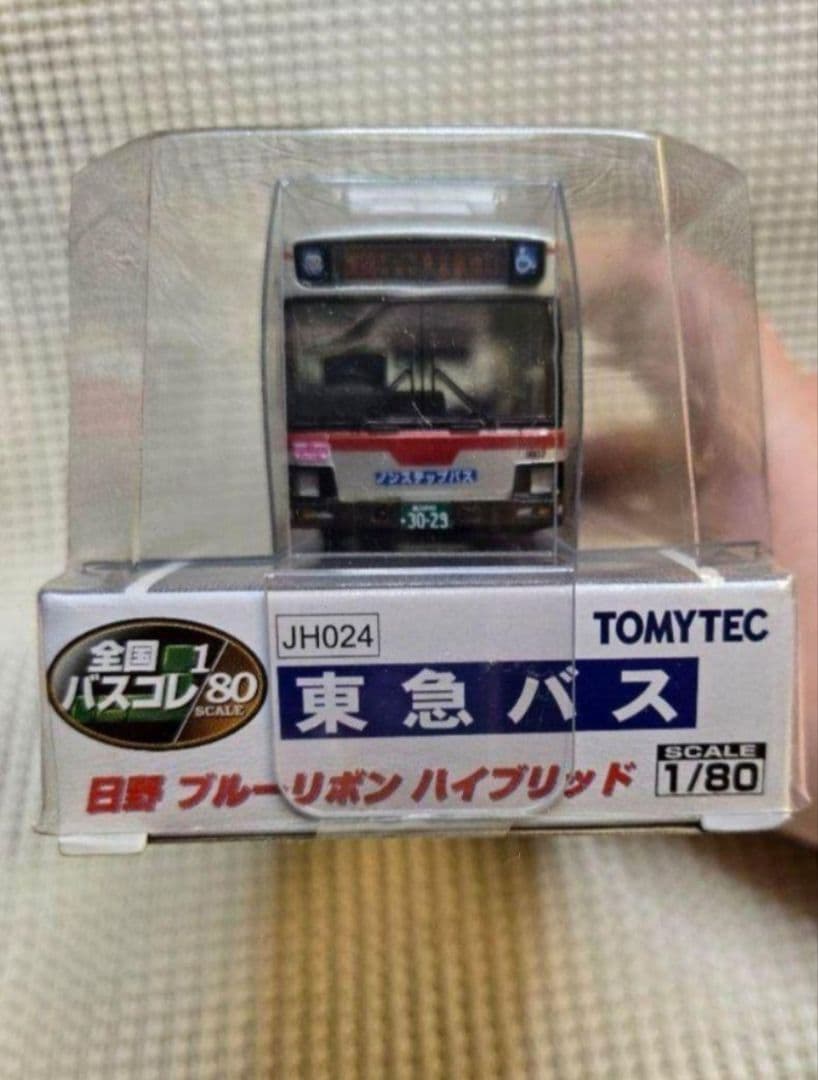 ノンステップバス
30-29
JH024
TOMYTEC
全国
バスコレ
1/80
SCALE
東急バス
日野 ブルーリボン ハイブリッド
SCALE
1/80